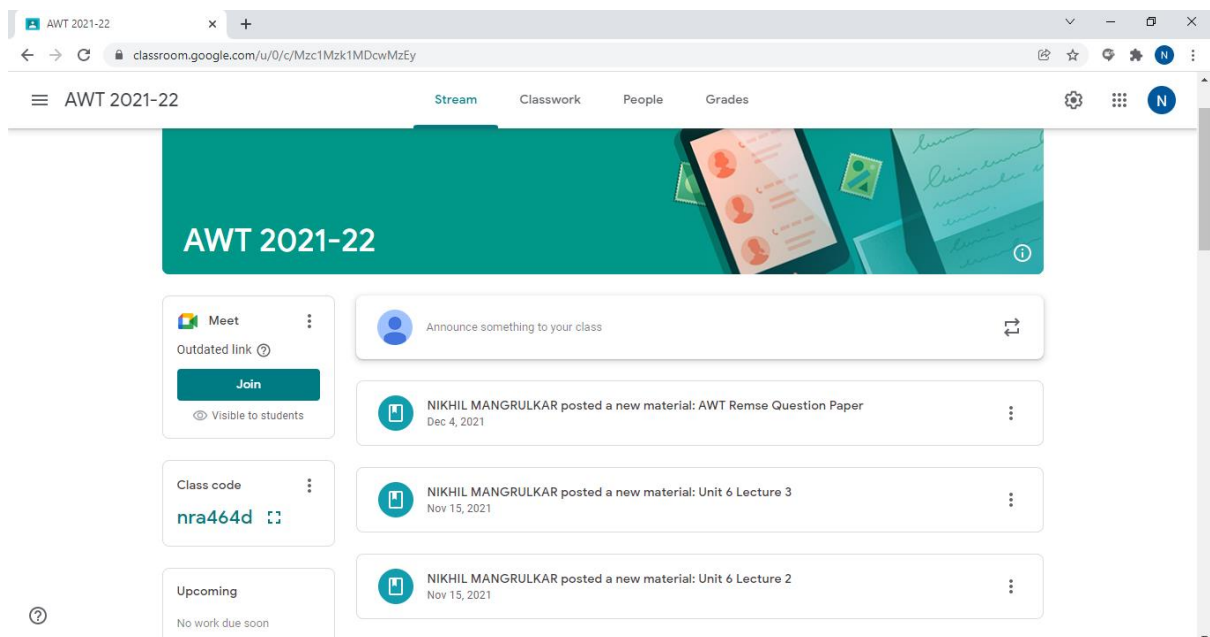 AWT 2021-22
classroom.google.com/u/0/c/Mzc1Mzk1MDcwMzEy
N
AWT 2021-22
Stream
Classwork
People
Grades
N
AWT 2021-22
Meet
Outdated link
Join
Visible to students
Class code
nra464d
Upcoming
No work due soon
Announce something to your class
NIKHIL MANGRULKAR posted a new material: AWT Remse Question Paper
Dec 4, 2021
NIKHIL MANGRULKAR posted a new material: Unit 6 Lecture 3
Nov 15, 2021
NIKHIL MANGRULKAR posted a new material: Unit 6 Lecture 2
Nov 15, 2021